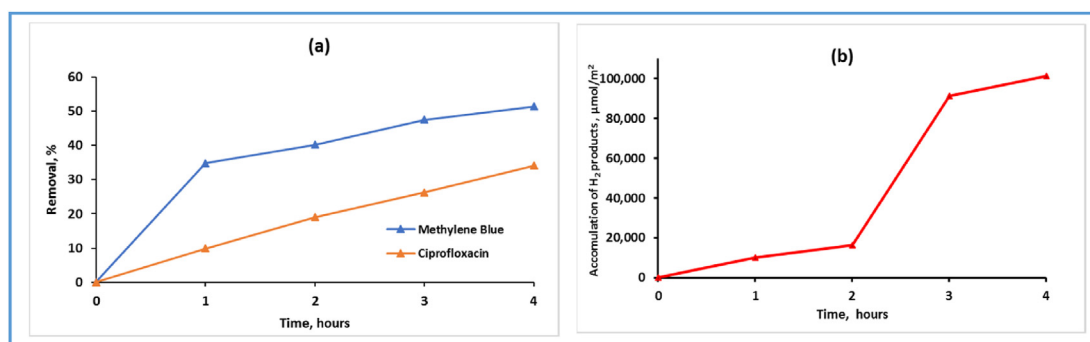 (a)
60
50
40
30
20
10
0
Removal, %
0 1 2 3 4
Time, hours
Methylene Blue
Ciprofloxacin
(b)
Accomulation of H₂ products , µmol/m²
100,000
80,000
60,000
40,000
20,000
0
0 1 2 3 4
Time,  hours